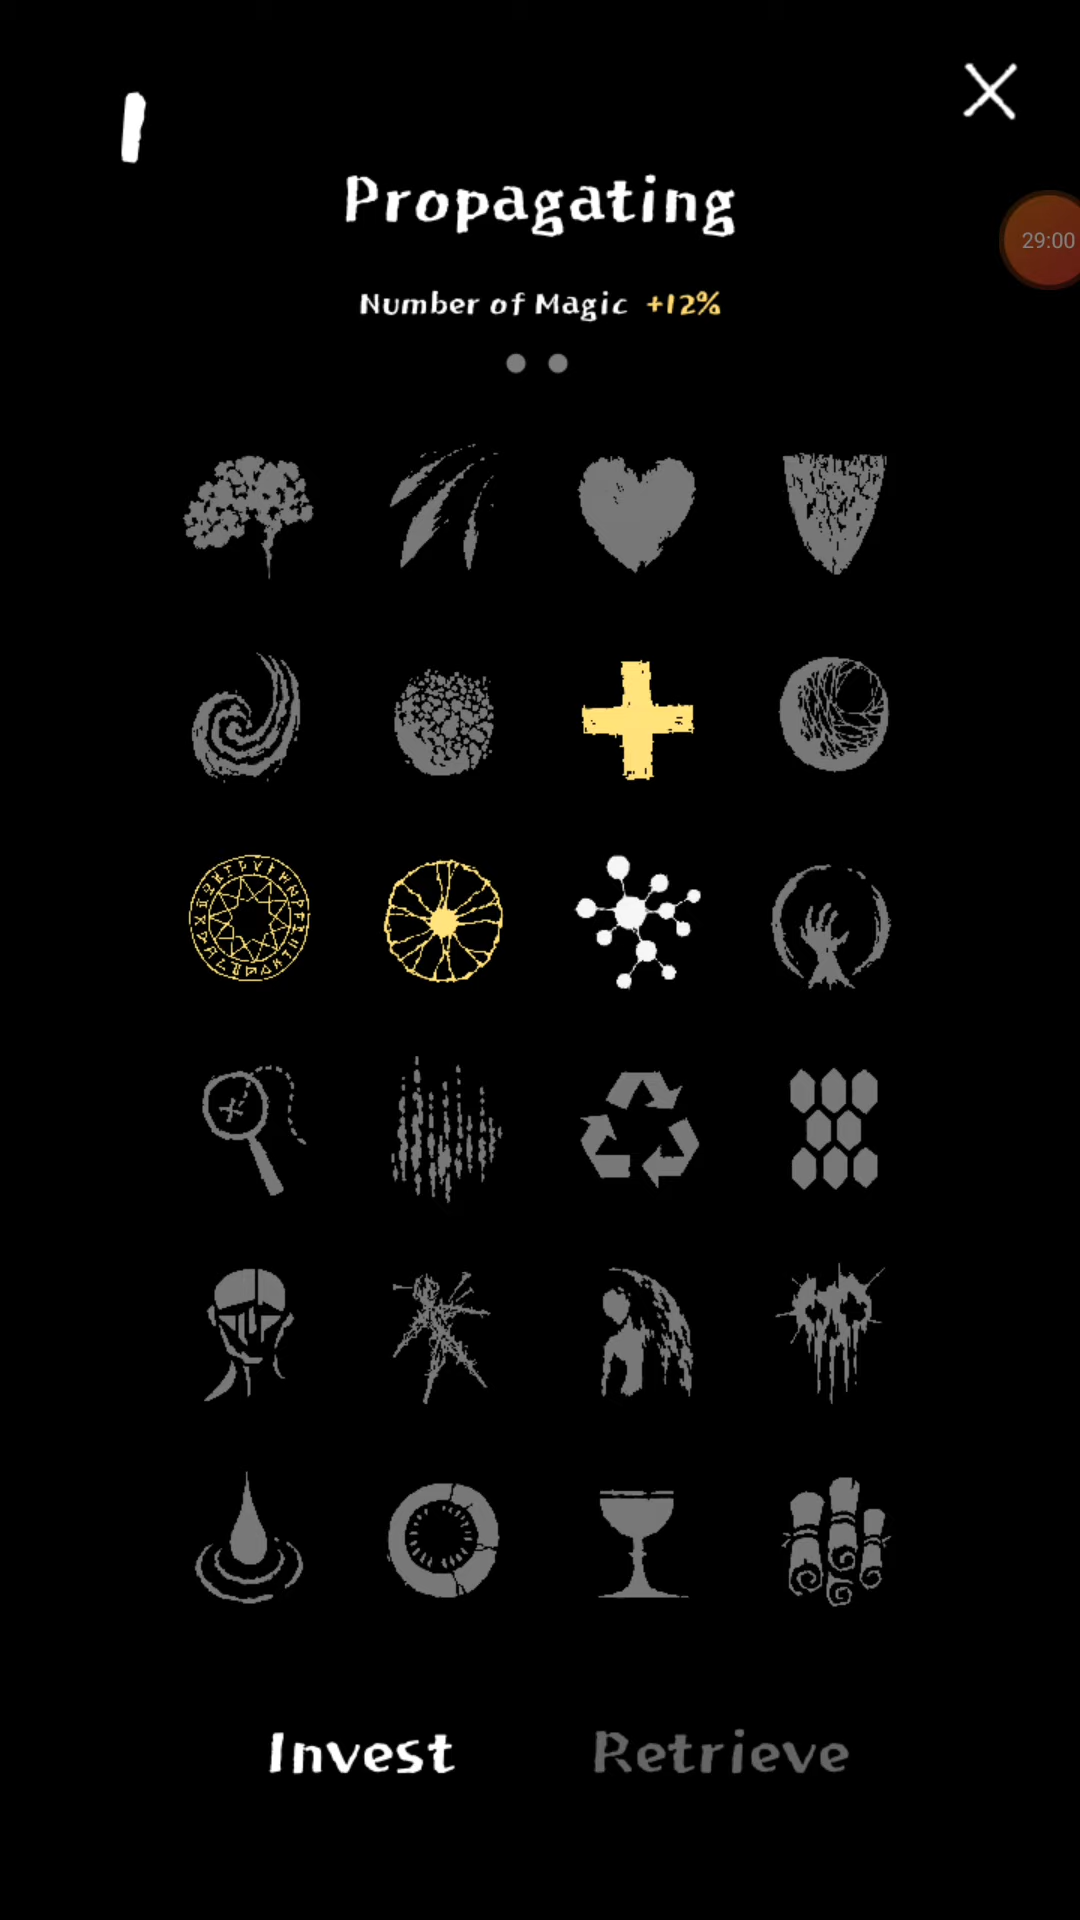 Propagating
29:00
Number of Magic +12%
Invest Retrieve